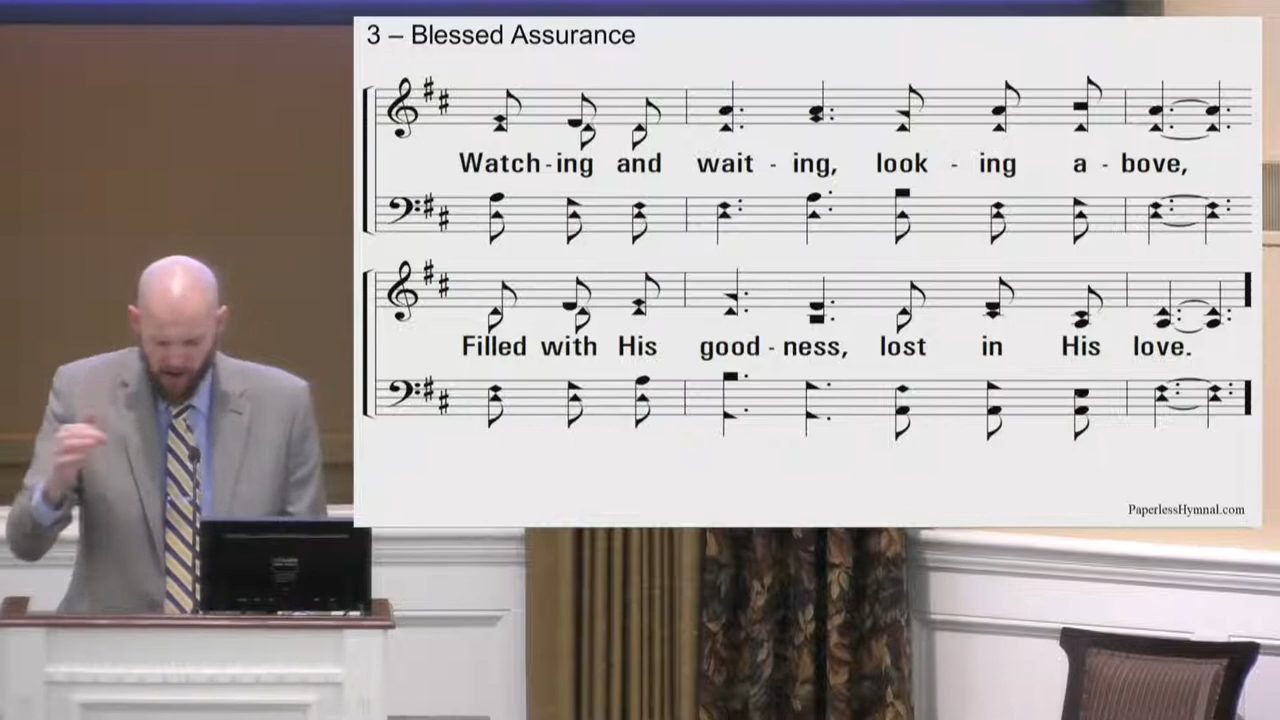 3 – Blessed Assurance
Watch - ing and wait - ing, look - ing a - bove,
Filled with His good - ness, lost in His love.
PaperlessHymnal.com